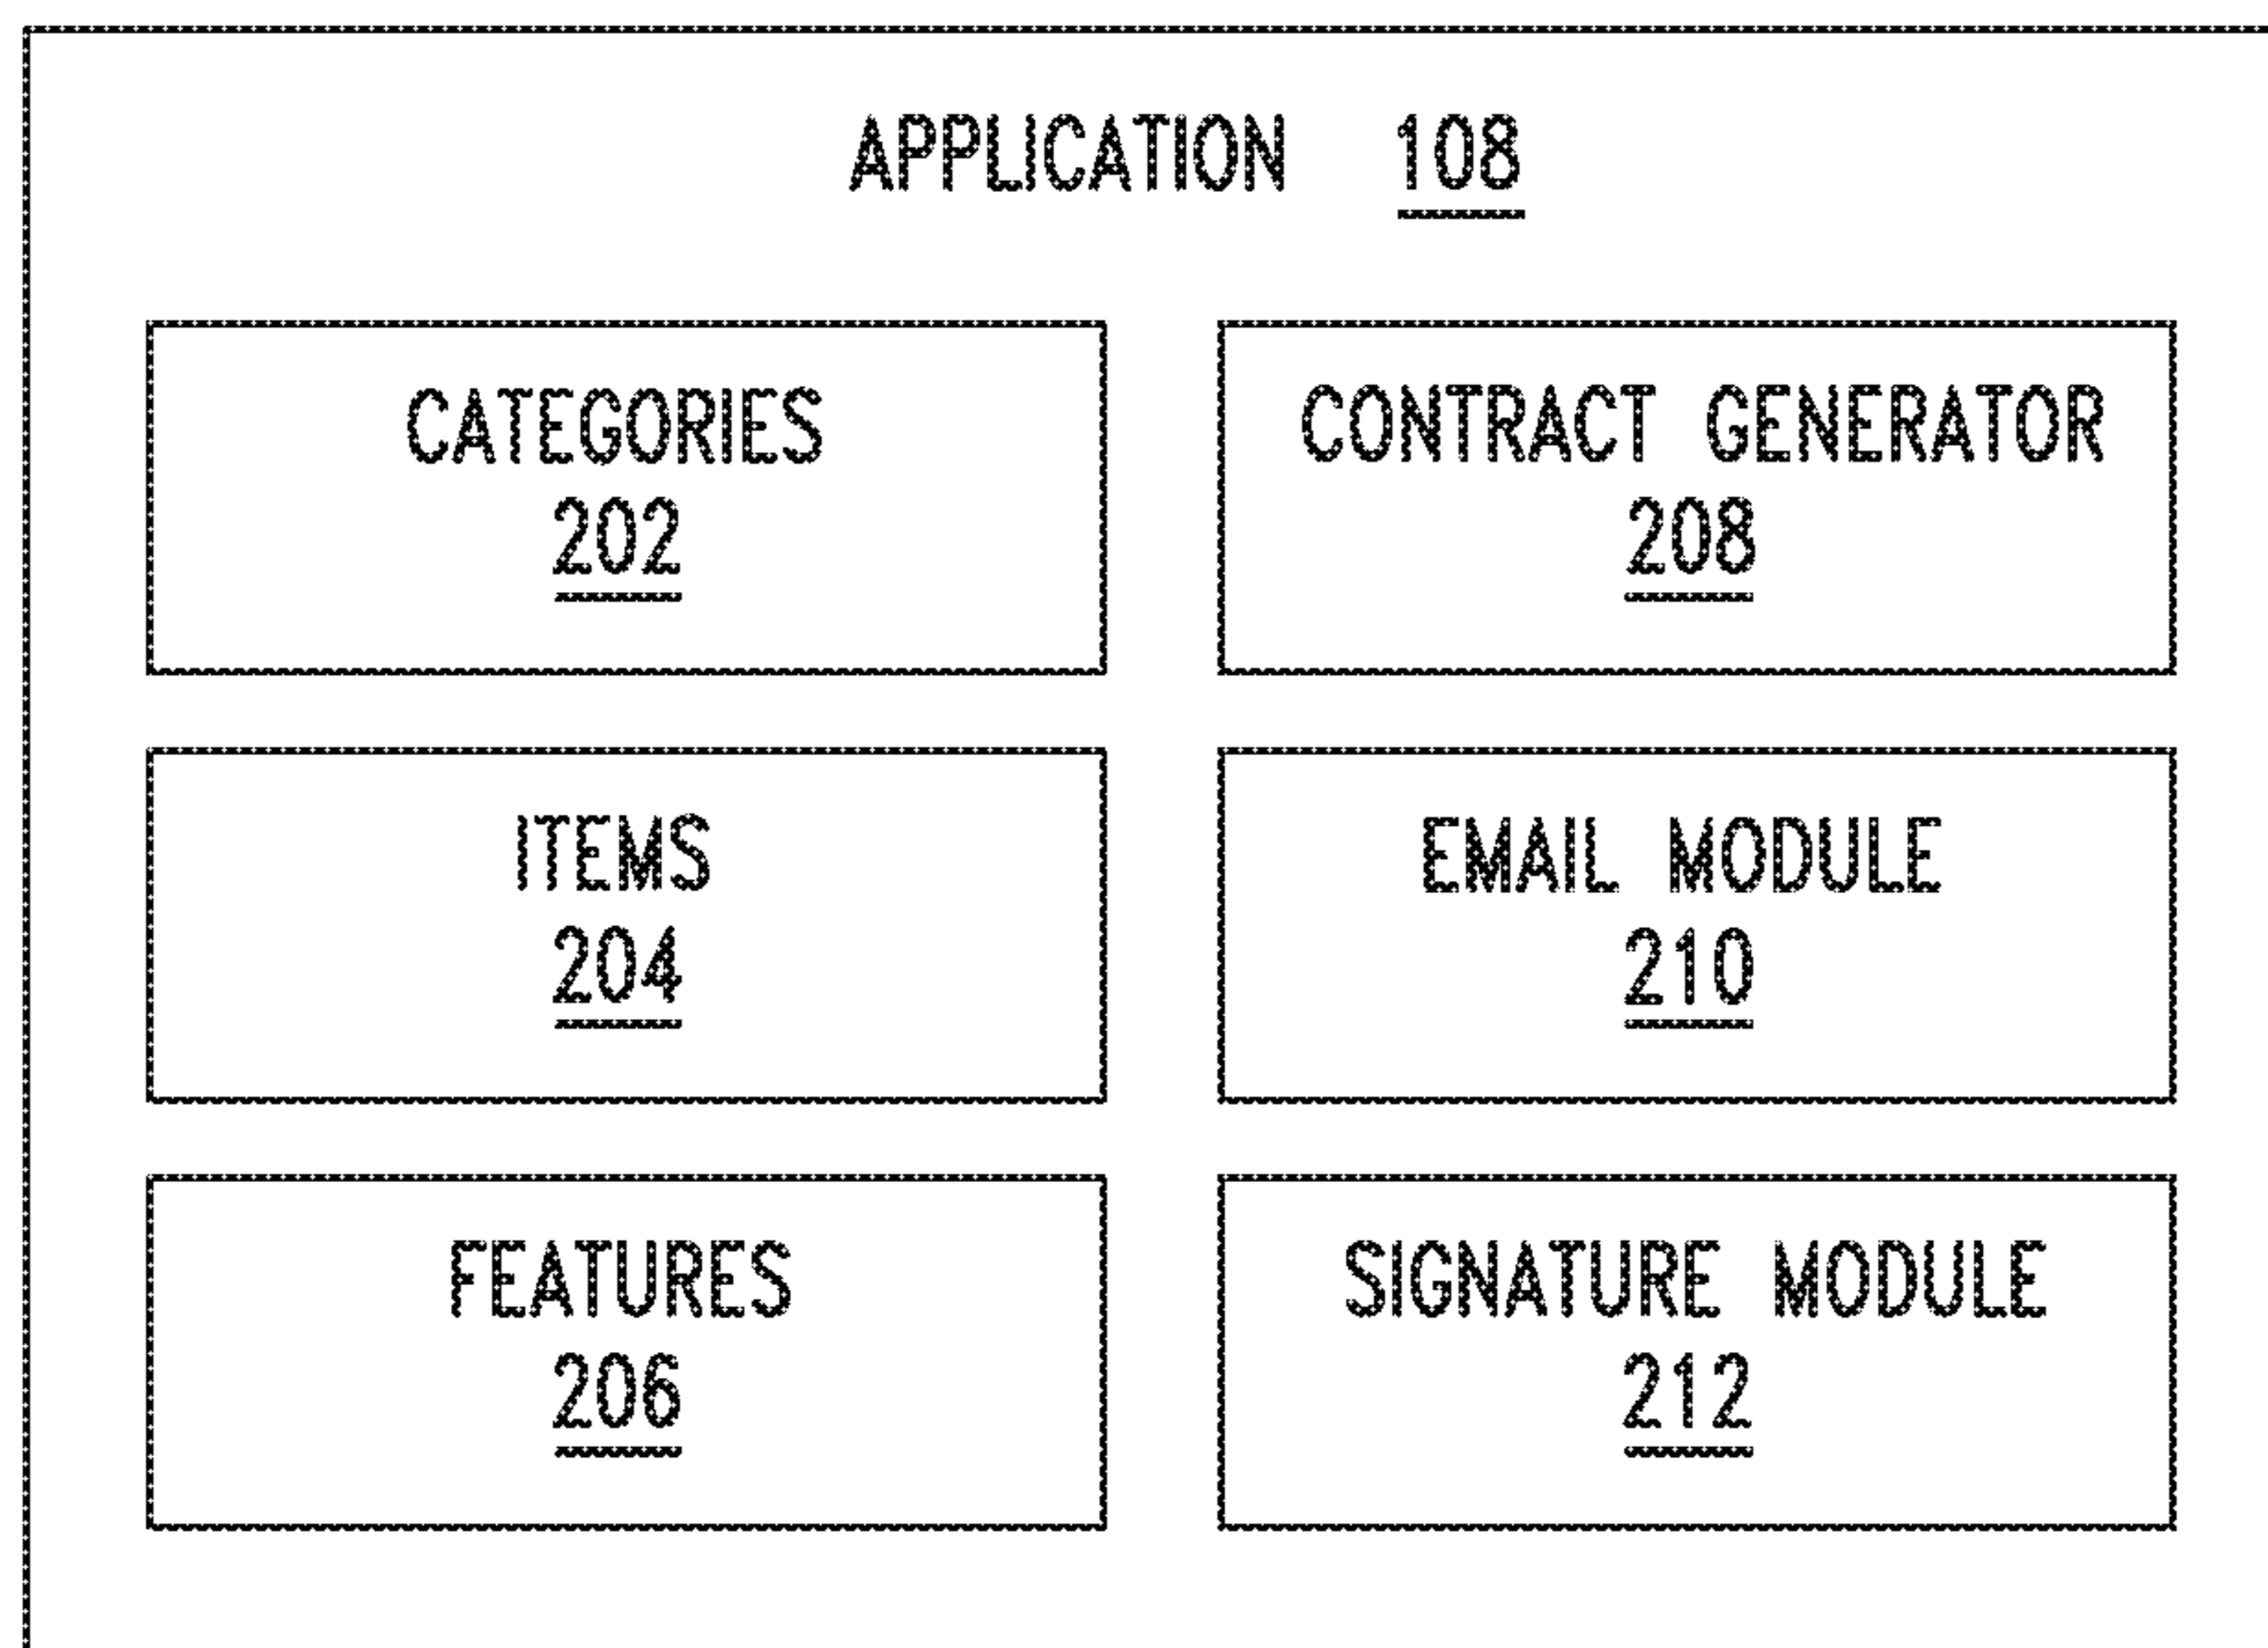 APPLICATION 108
CATEGORIES
202
CONTRACT GENERATOR
208
ITEMS
204
EMAIL MODULE
210
FEATURES
206
SIGNATURE MODULE
212